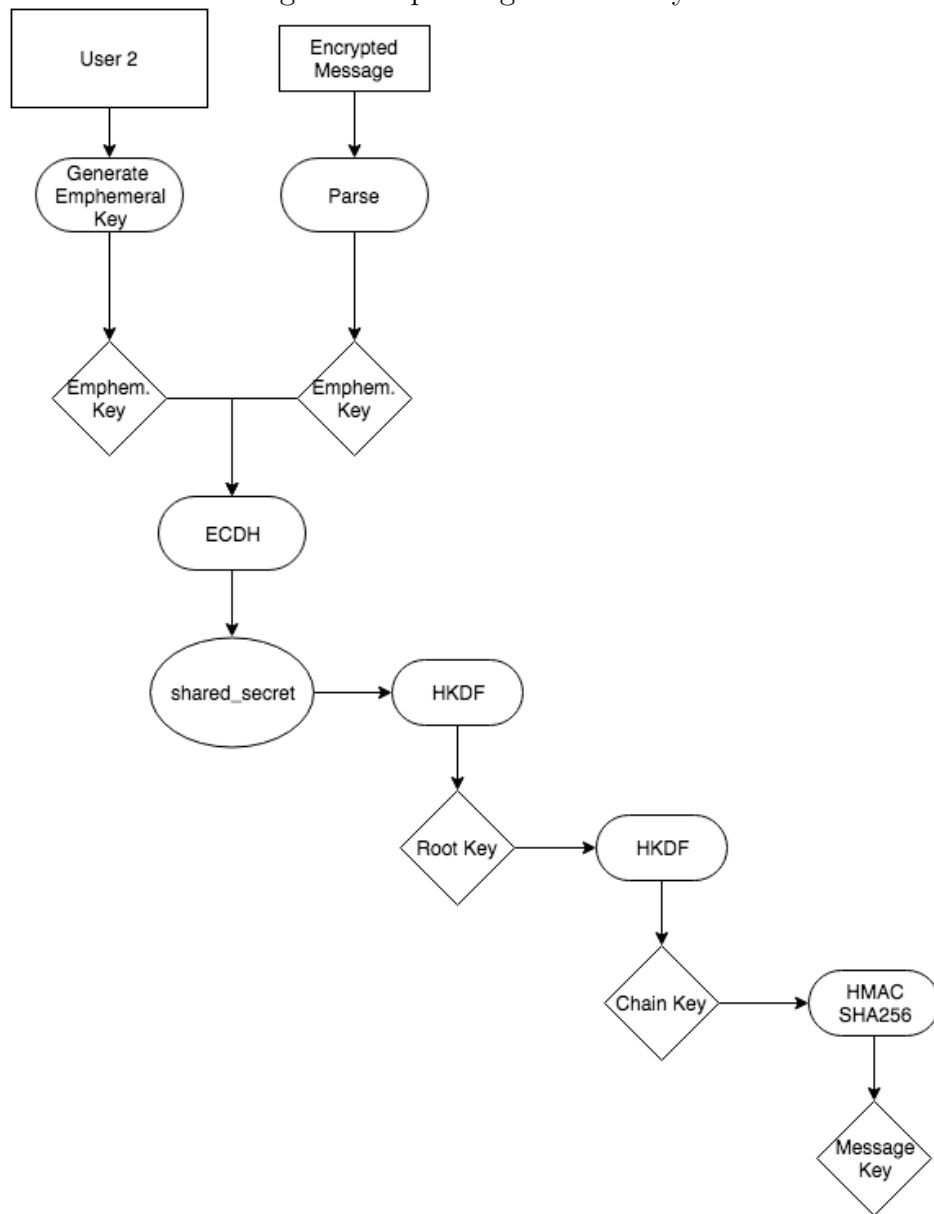 User 2
Encrypted
Message
Generate
Emphemeral
Key
Parse
Emphem.
Key
Emphem.
Key
ECDH
shared_secret
HKDF
Root Key
HKDF
Chain Key
HMAC
SHA256
Message
Key